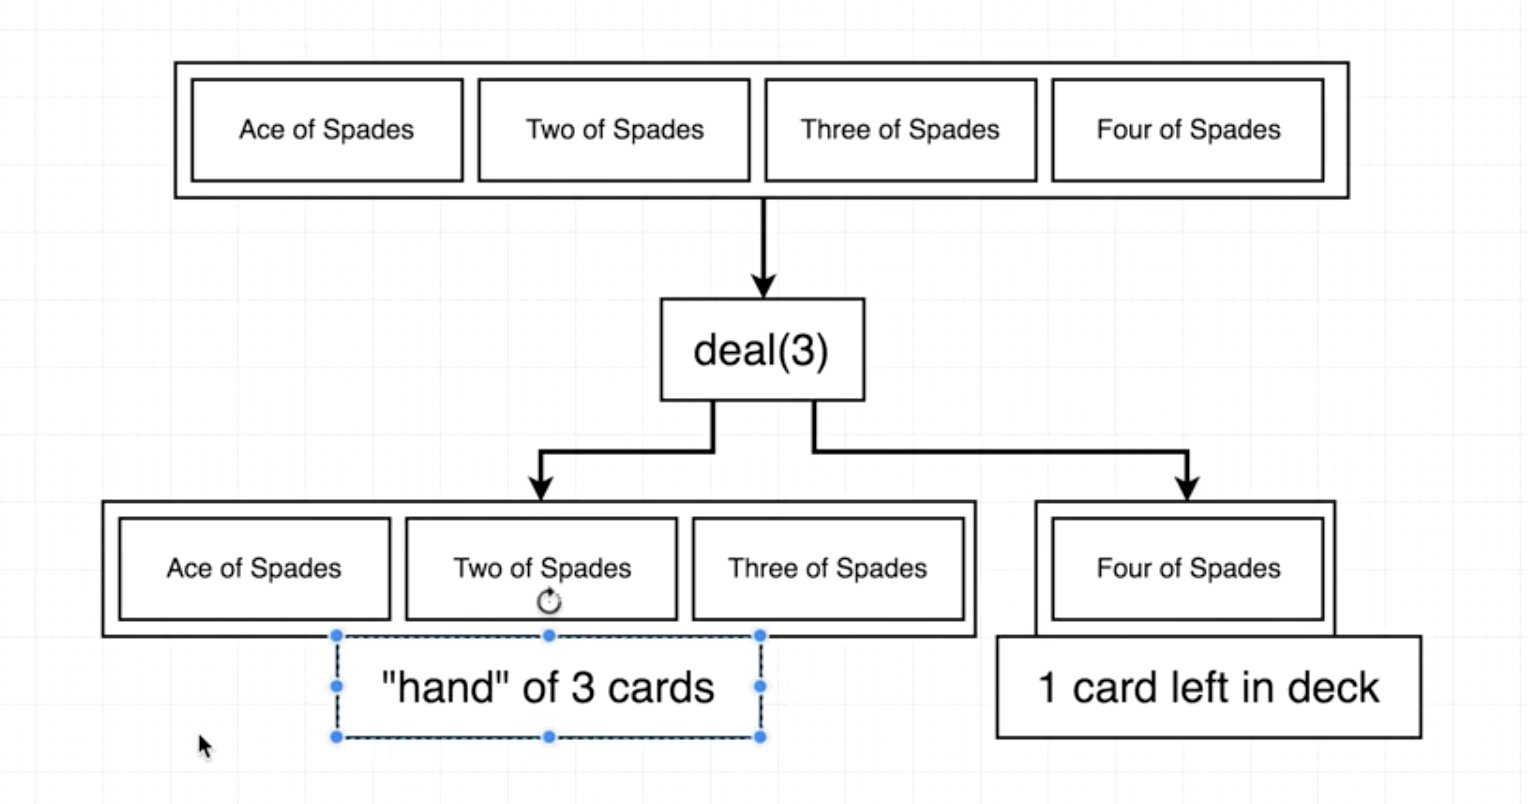 Ace of Spades
Two of Spades
Three of Spades
Four of Spades
deal(3)
Ace of Spades
Two of Spades
Three of Spades
Four of Spades
"hand" of 3 cards
1 card left in deck